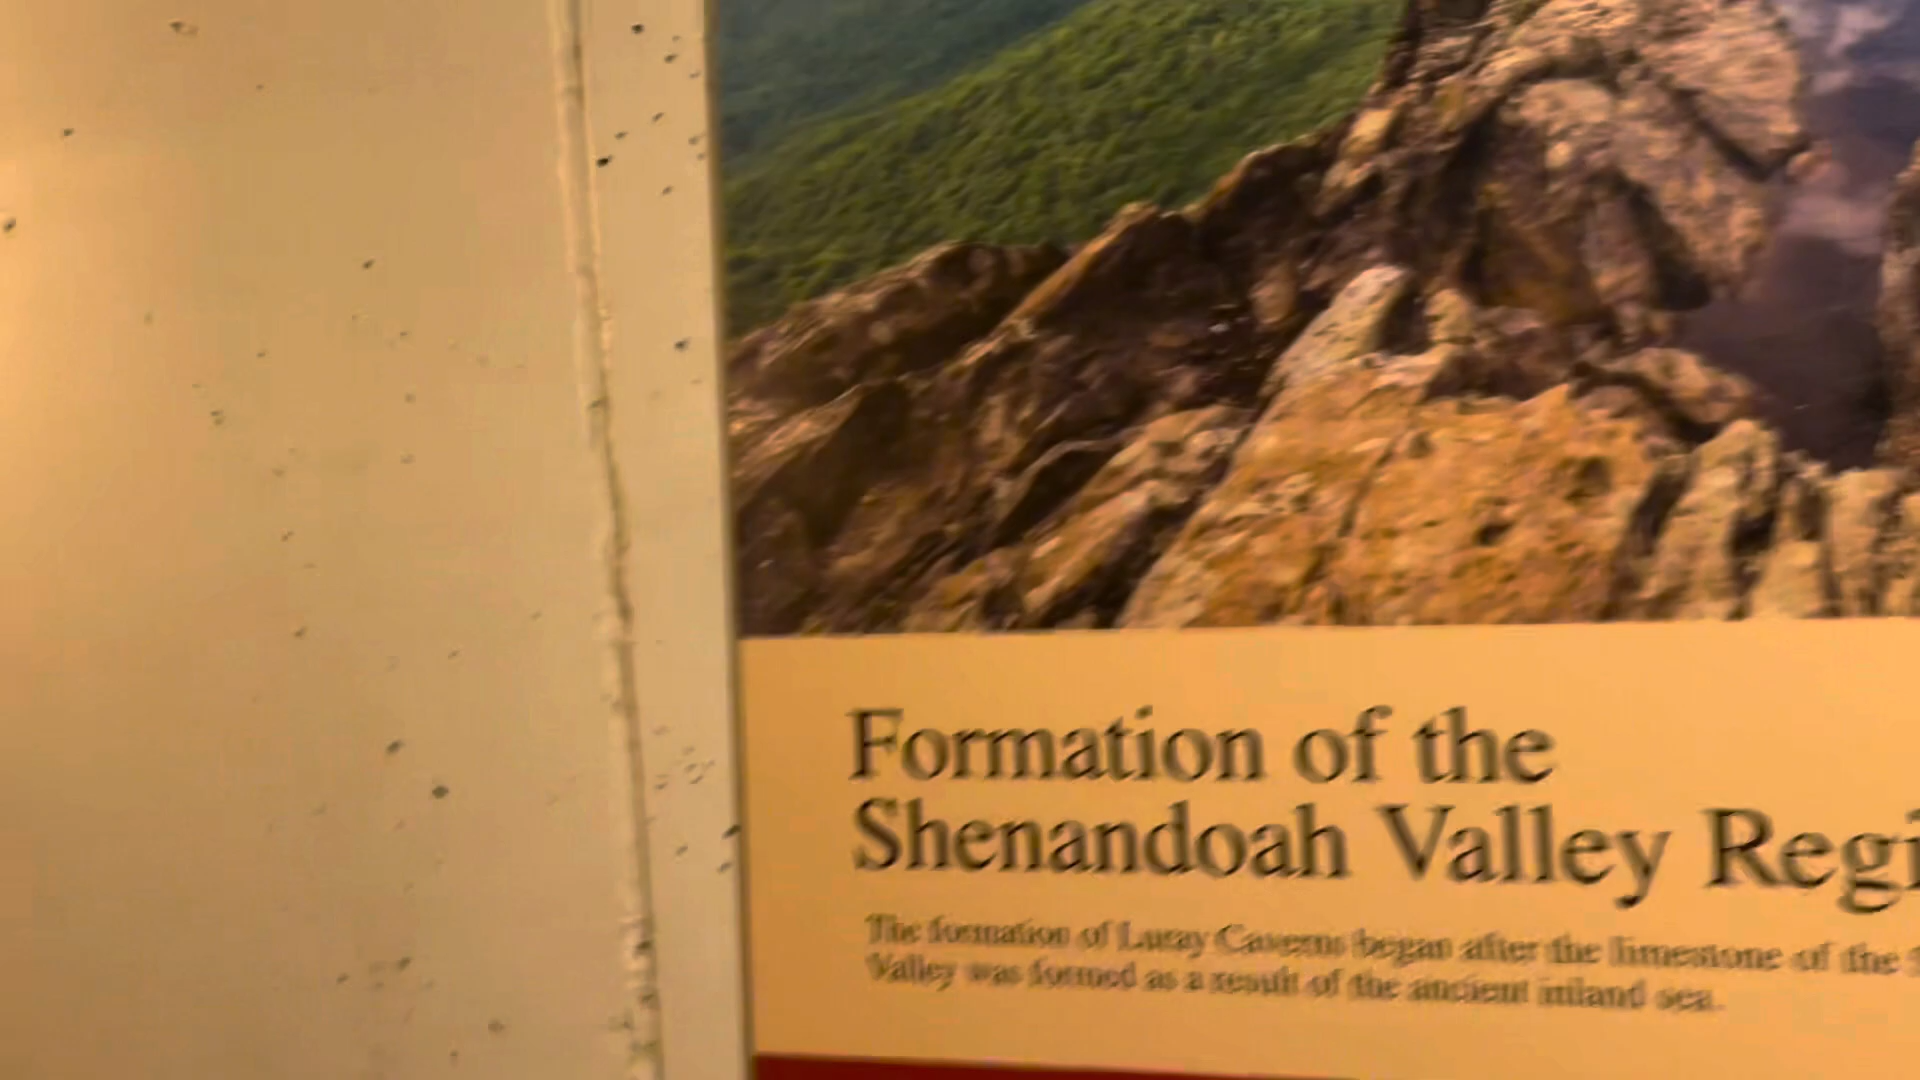 Formation of the
Shenandoah Valley Regi
The formation of Luray Caverns began after the limestone of the
Valley was formed as a result of the ancient inland sea.